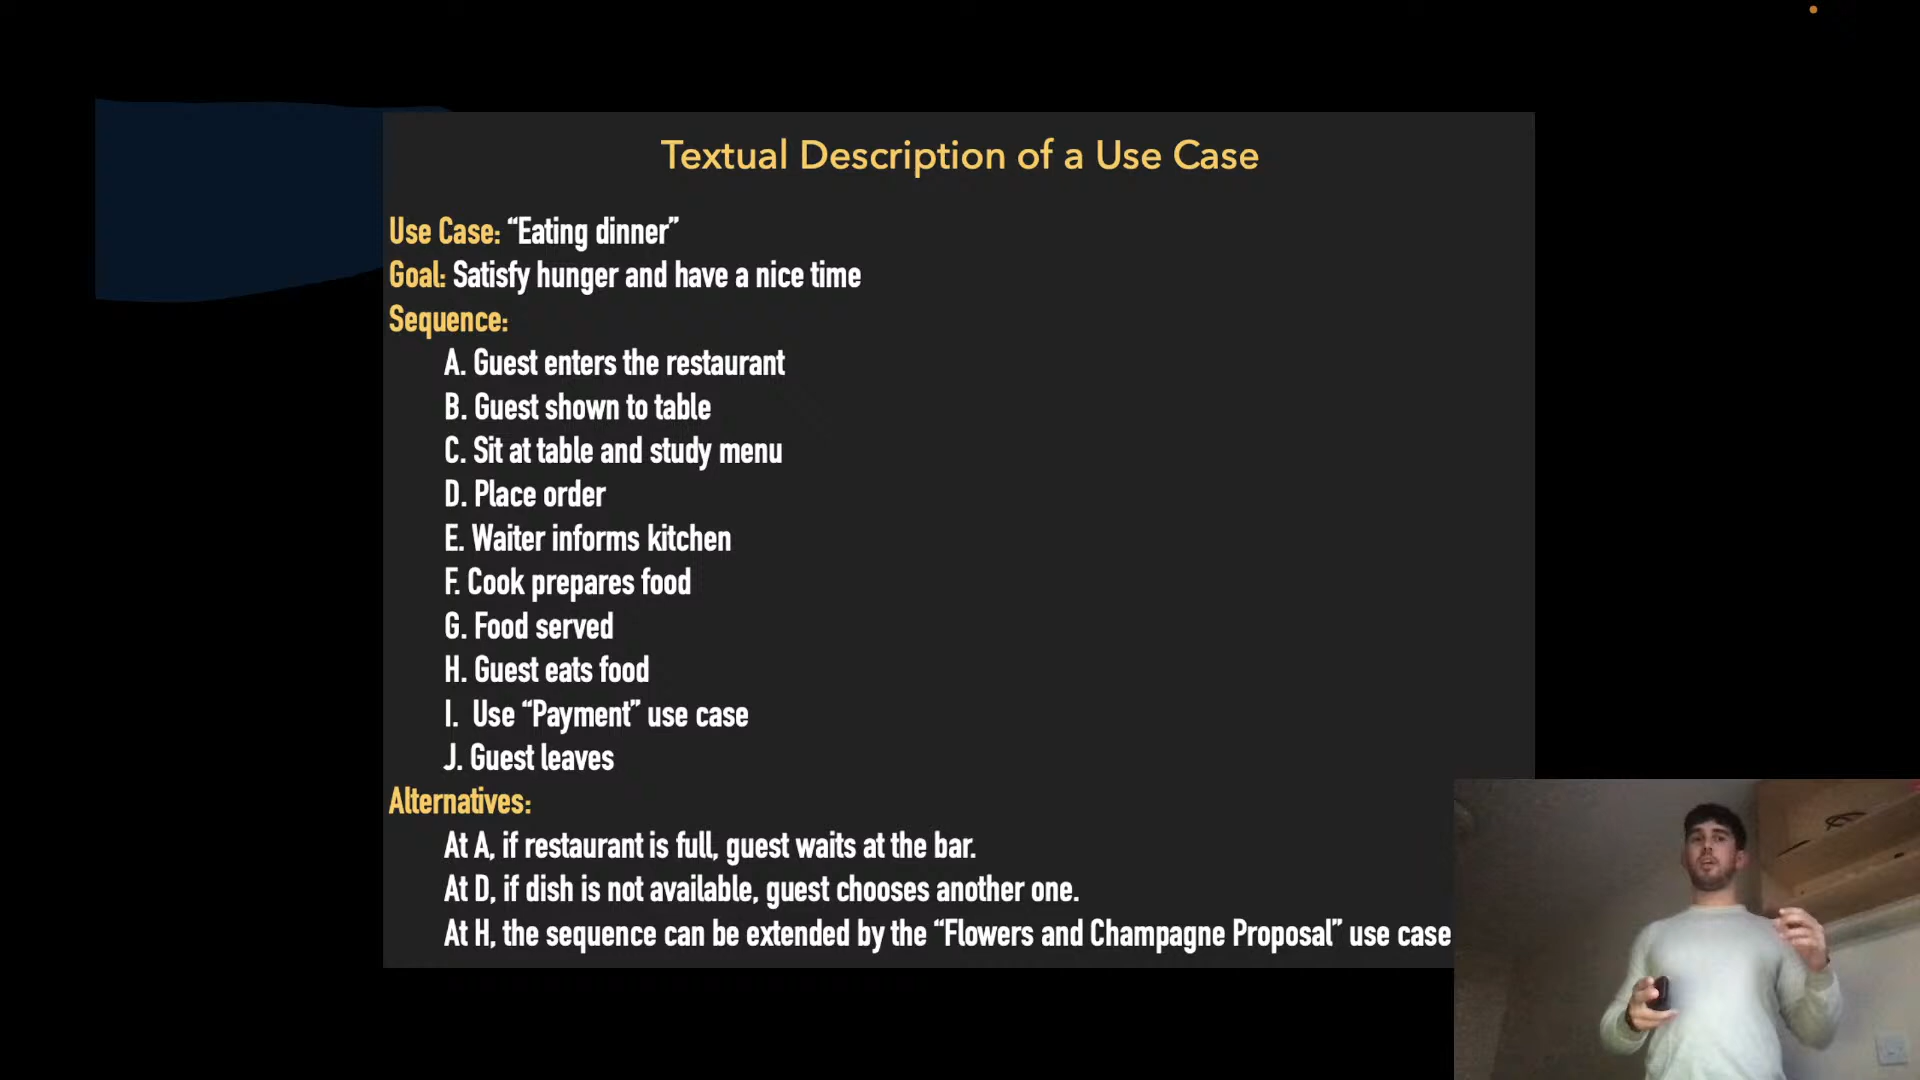 Textual Description of a Use Case
Use Case: “Eating dinner”
Goal: Satisfy hunger and have a nice time
Sequence:
A. Guest enters the restaurant
B. Guest shown to table
C. Sit at table and study menu
D. Place order
E. Waiter informs kitchen
F. Cook prepares food
G. Food served
H. Guest eats food
I. Use “Payment” use case
J. Guest leaves
Alternatives:
At A, if restaurant is full, guest waits at the bar.
At D, if dish is not available, guest chooses another one.
At H, the sequence can be extended by the “Flowers and Champagne Proposal” use case